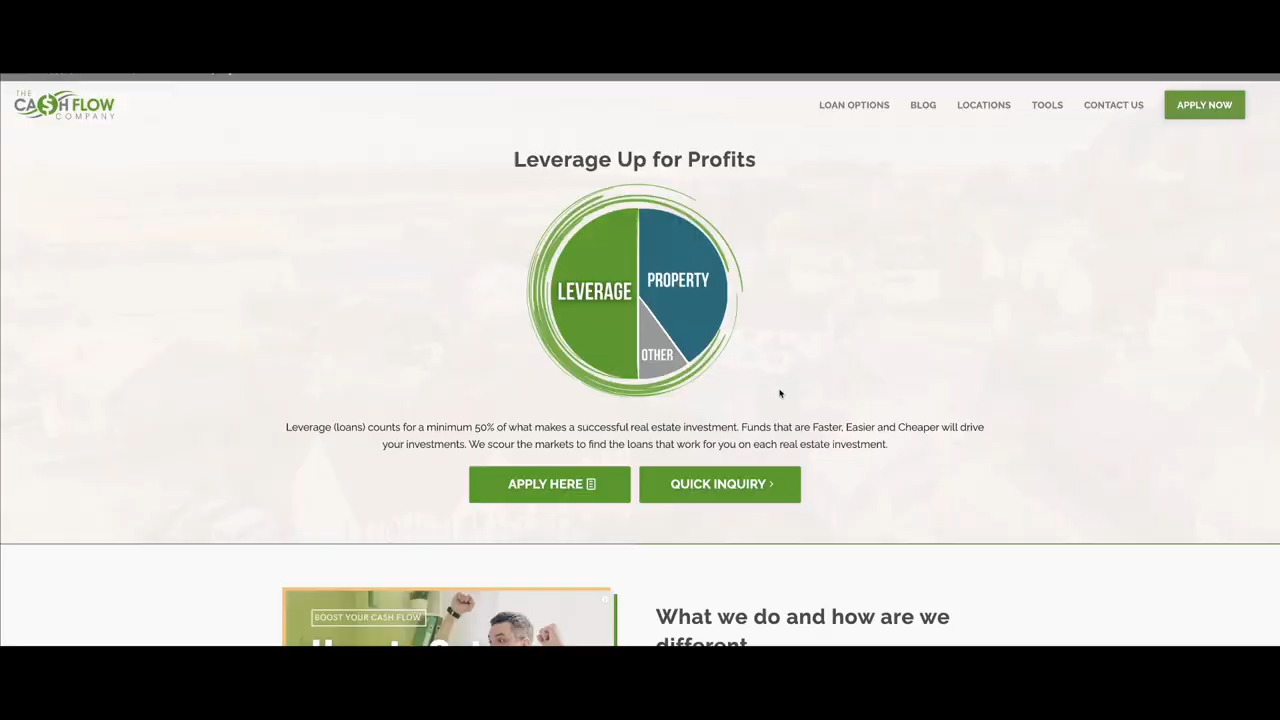 THE
CA$H FLOW
COMPANY
LOAN OPTIONS
BLOG
LOCATIONS
TOOLS
CONTACT US
APPLY NOW
Leverage Up for Profits
LEVERAGE
PROPERTY
OTHER
Leverage (loans) counts for a minimum 50% of what makes a successful real estate investment. Funds that are Faster, Easier and Cheaper will drive
your investments. We scour the markets to find the loans that work for you on each real estate investment.
APPLY HERE
QUICK INQUIRY
BOOST YOUR CASH FLOW
What we do and how are we
different